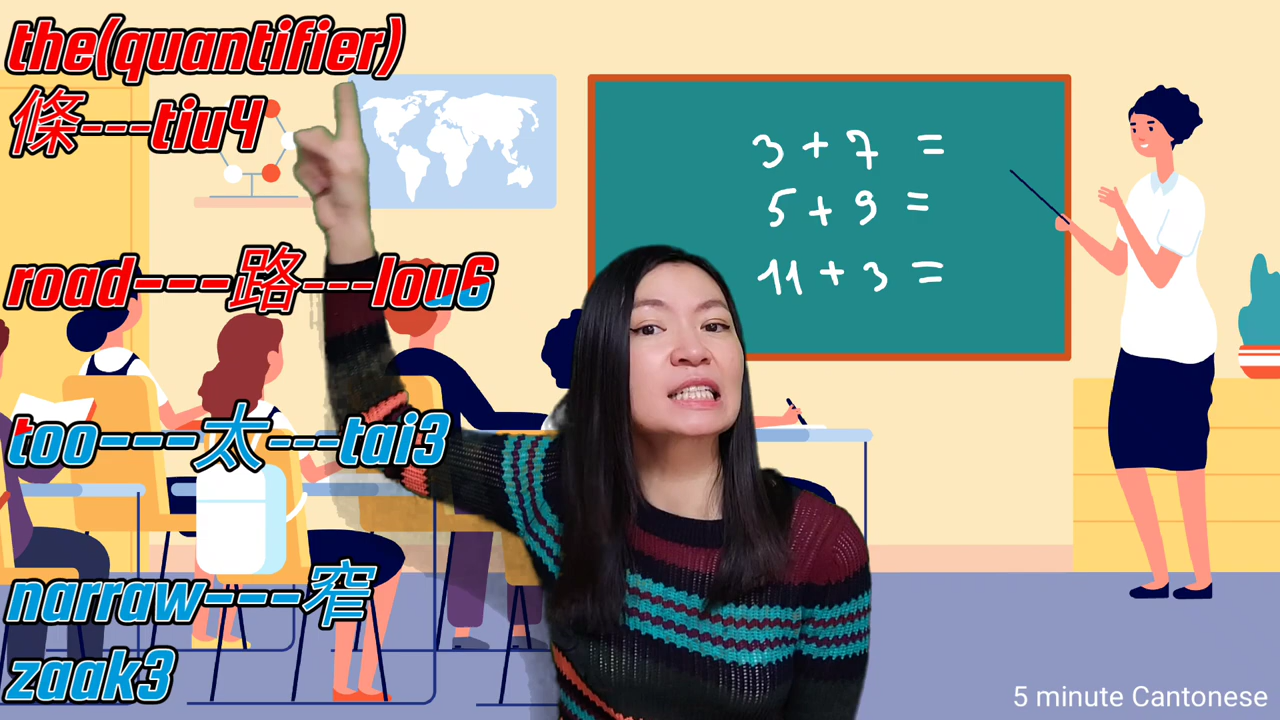 the(quantifier)
條---tiu4
road---路---lou6
too---太---tai3
narraw---窄
zaak3
3 + 7 =
5 + 9 =
11 + 3 =
5 minute Cantonese